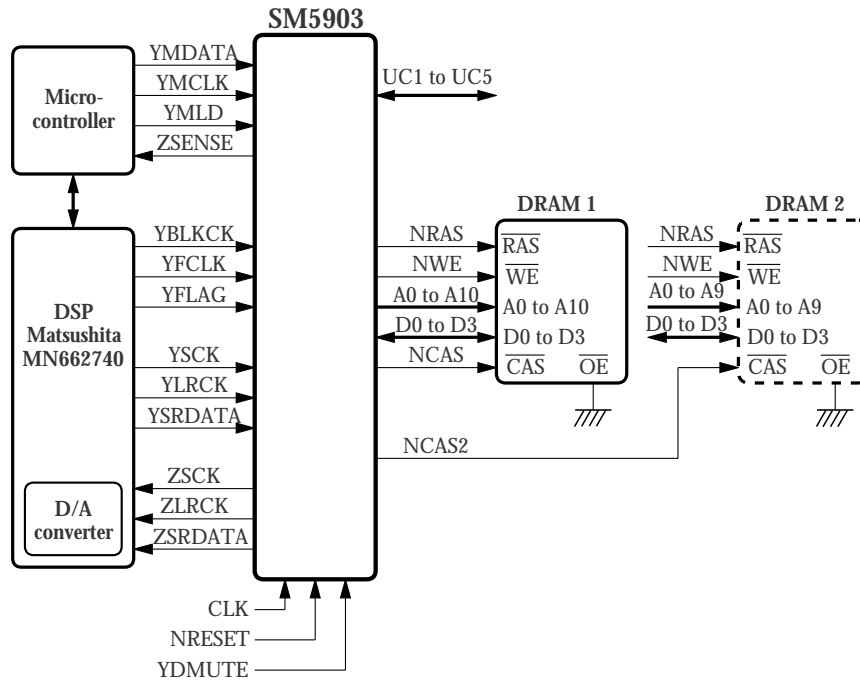 SM5903
Micro-
controller
YMDATA
YMCLK
YMLD
ZSENSE
UC1 to UC5
DSP
Matsushita
MN662740
YBLKCK
YFCLK
YFLAG
YSCK
YLRCK
YSRDATA
D/A
converter
ZSCK
ZLRCK
ZSRDATA
CLK
NRESET
YDMUTE
NRAS
NWE
A0 to A10
D0 to D3
NCAS
NCAS2
DRAM 1
RAS
WE
A0 to A10
D0 to D3
CAS OE
NRAS
NWE
A0 to A9
D0 to D3
DRAM 2
RAS
WE
A0 to A9
D0 to D3
CAS OE